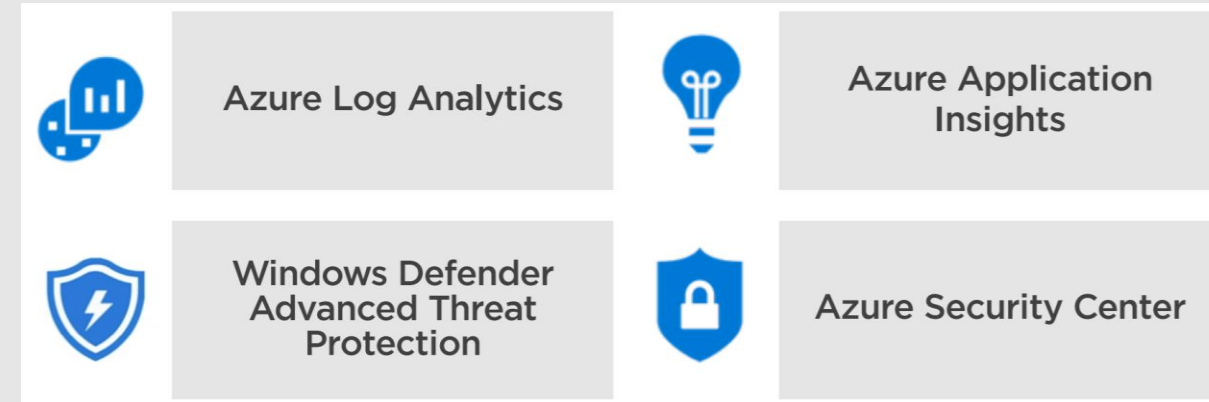 Azure Log Analytics
Azure Application
Insights
Windows Defender
Advanced Threat
Protection
Azure Security Center